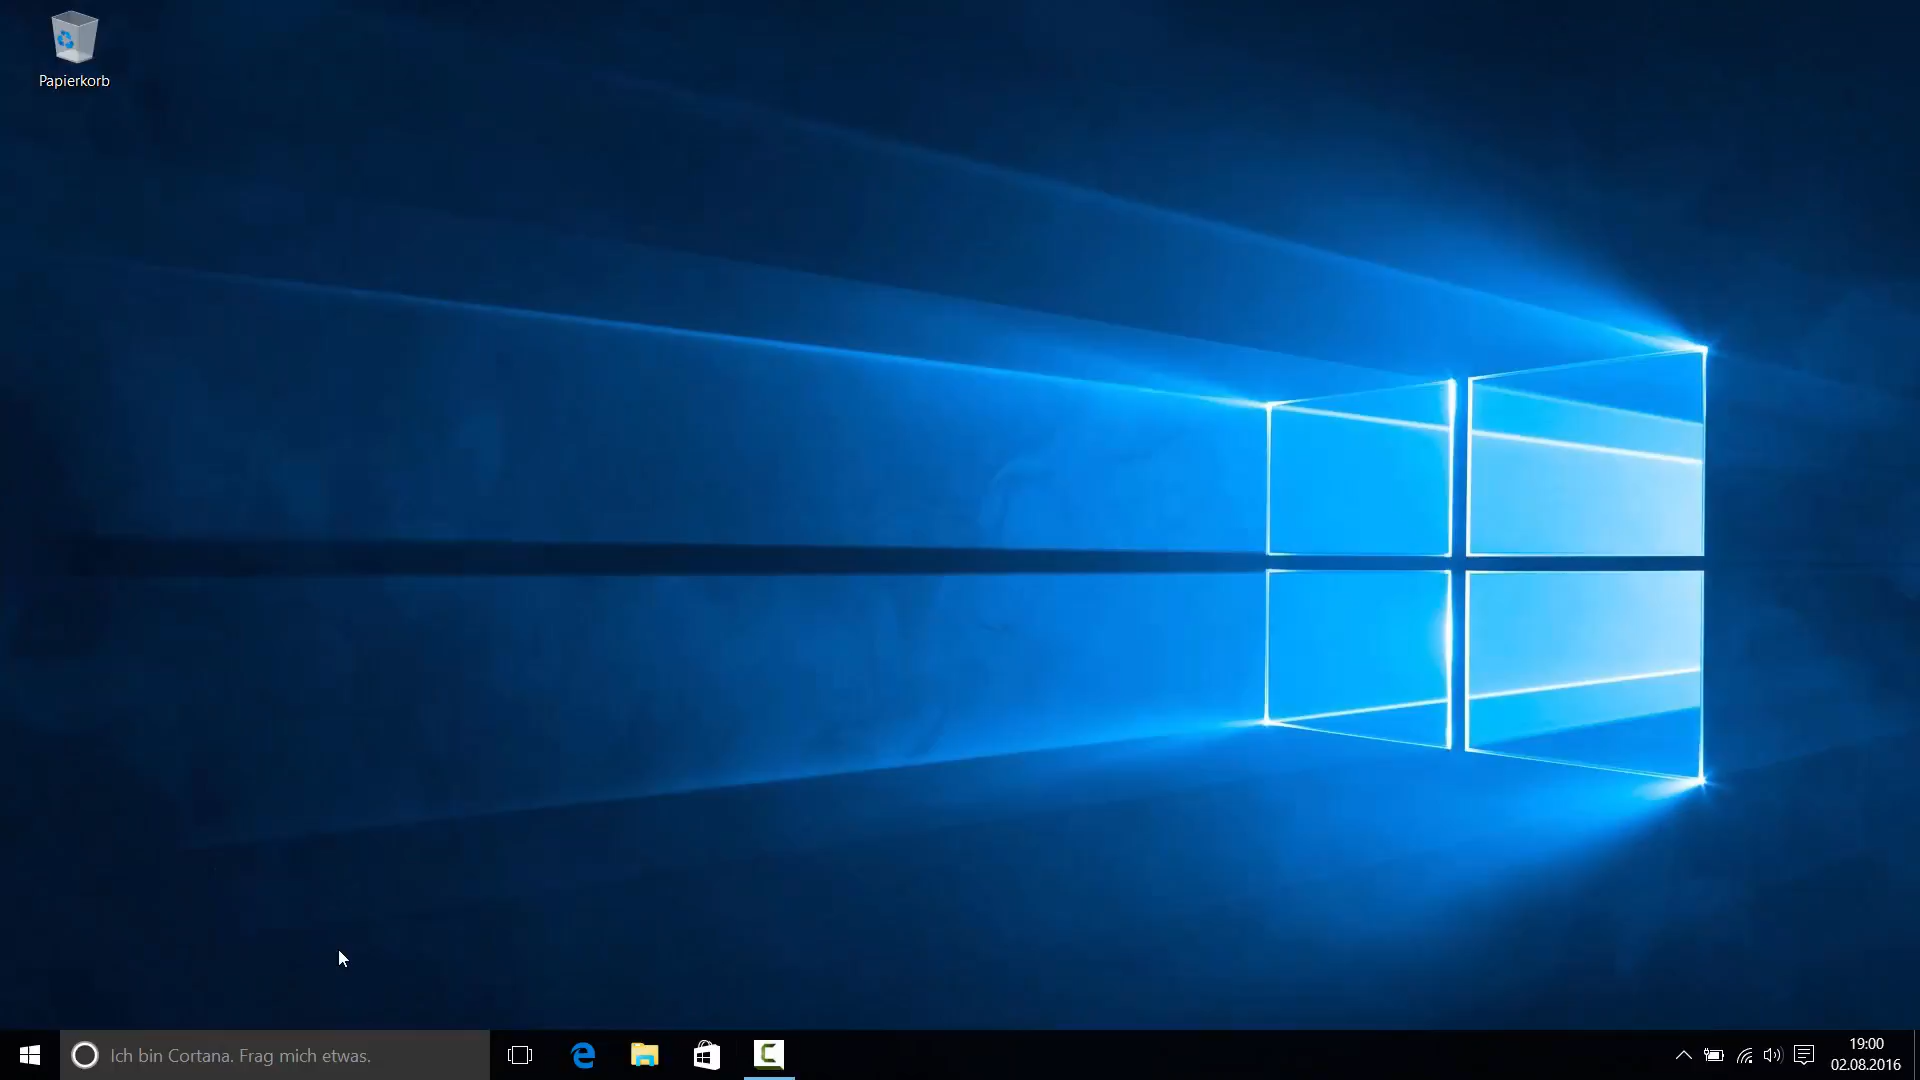 Papierkorb
Ich bin Cortana. Frag mich etwas.
19:00
02.08.2016